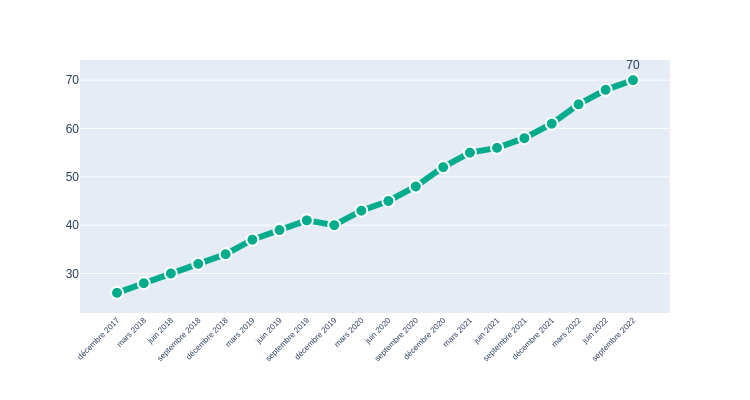 70
70
60
50
40
30
décembre 2017
mars 2018
juin 2018
septembre 2018
décembre 2018
mars 2019
juin 2019
septembre 2019
décembre 2019
mars 2020
juin 2020
septembre 2020
décembre 2020
mars 2021
juin 2021
septembre 2021
décembre 2021
mars 2022
juin 2022
septembre 2022